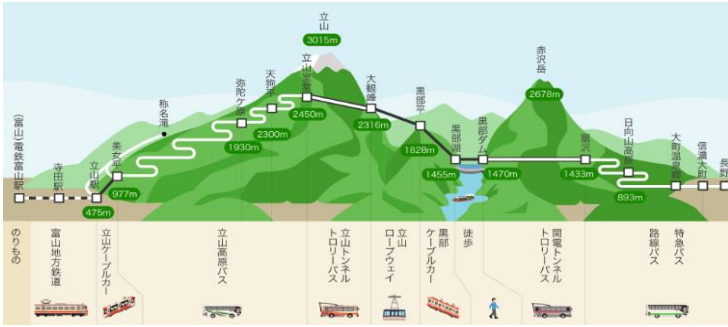 立山
3015m
赤沢岳
2678m
(富山)電鉄富山駅
寺田駅
立山駅
475m
美女平
977m
称名滝
弥陀ケ原
1930m
天狗平
2300m
立山室堂
2450m
大観峰
2316m
黒部平
1828m
黒部湖
1455m
黒部ダム
1470m
扇沢
1433m
日向山高原
893m
大町温泉郷
信濃大町
長野
のりもの
富山地方鉄道
立山ケーブルカー
立山高原バス
立山トンネル
トロリーバス
立山
ロープウェイ
黒部
ケーブルカー
徒歩
関電トンネル
トロリーバス
特急バス
路線バス